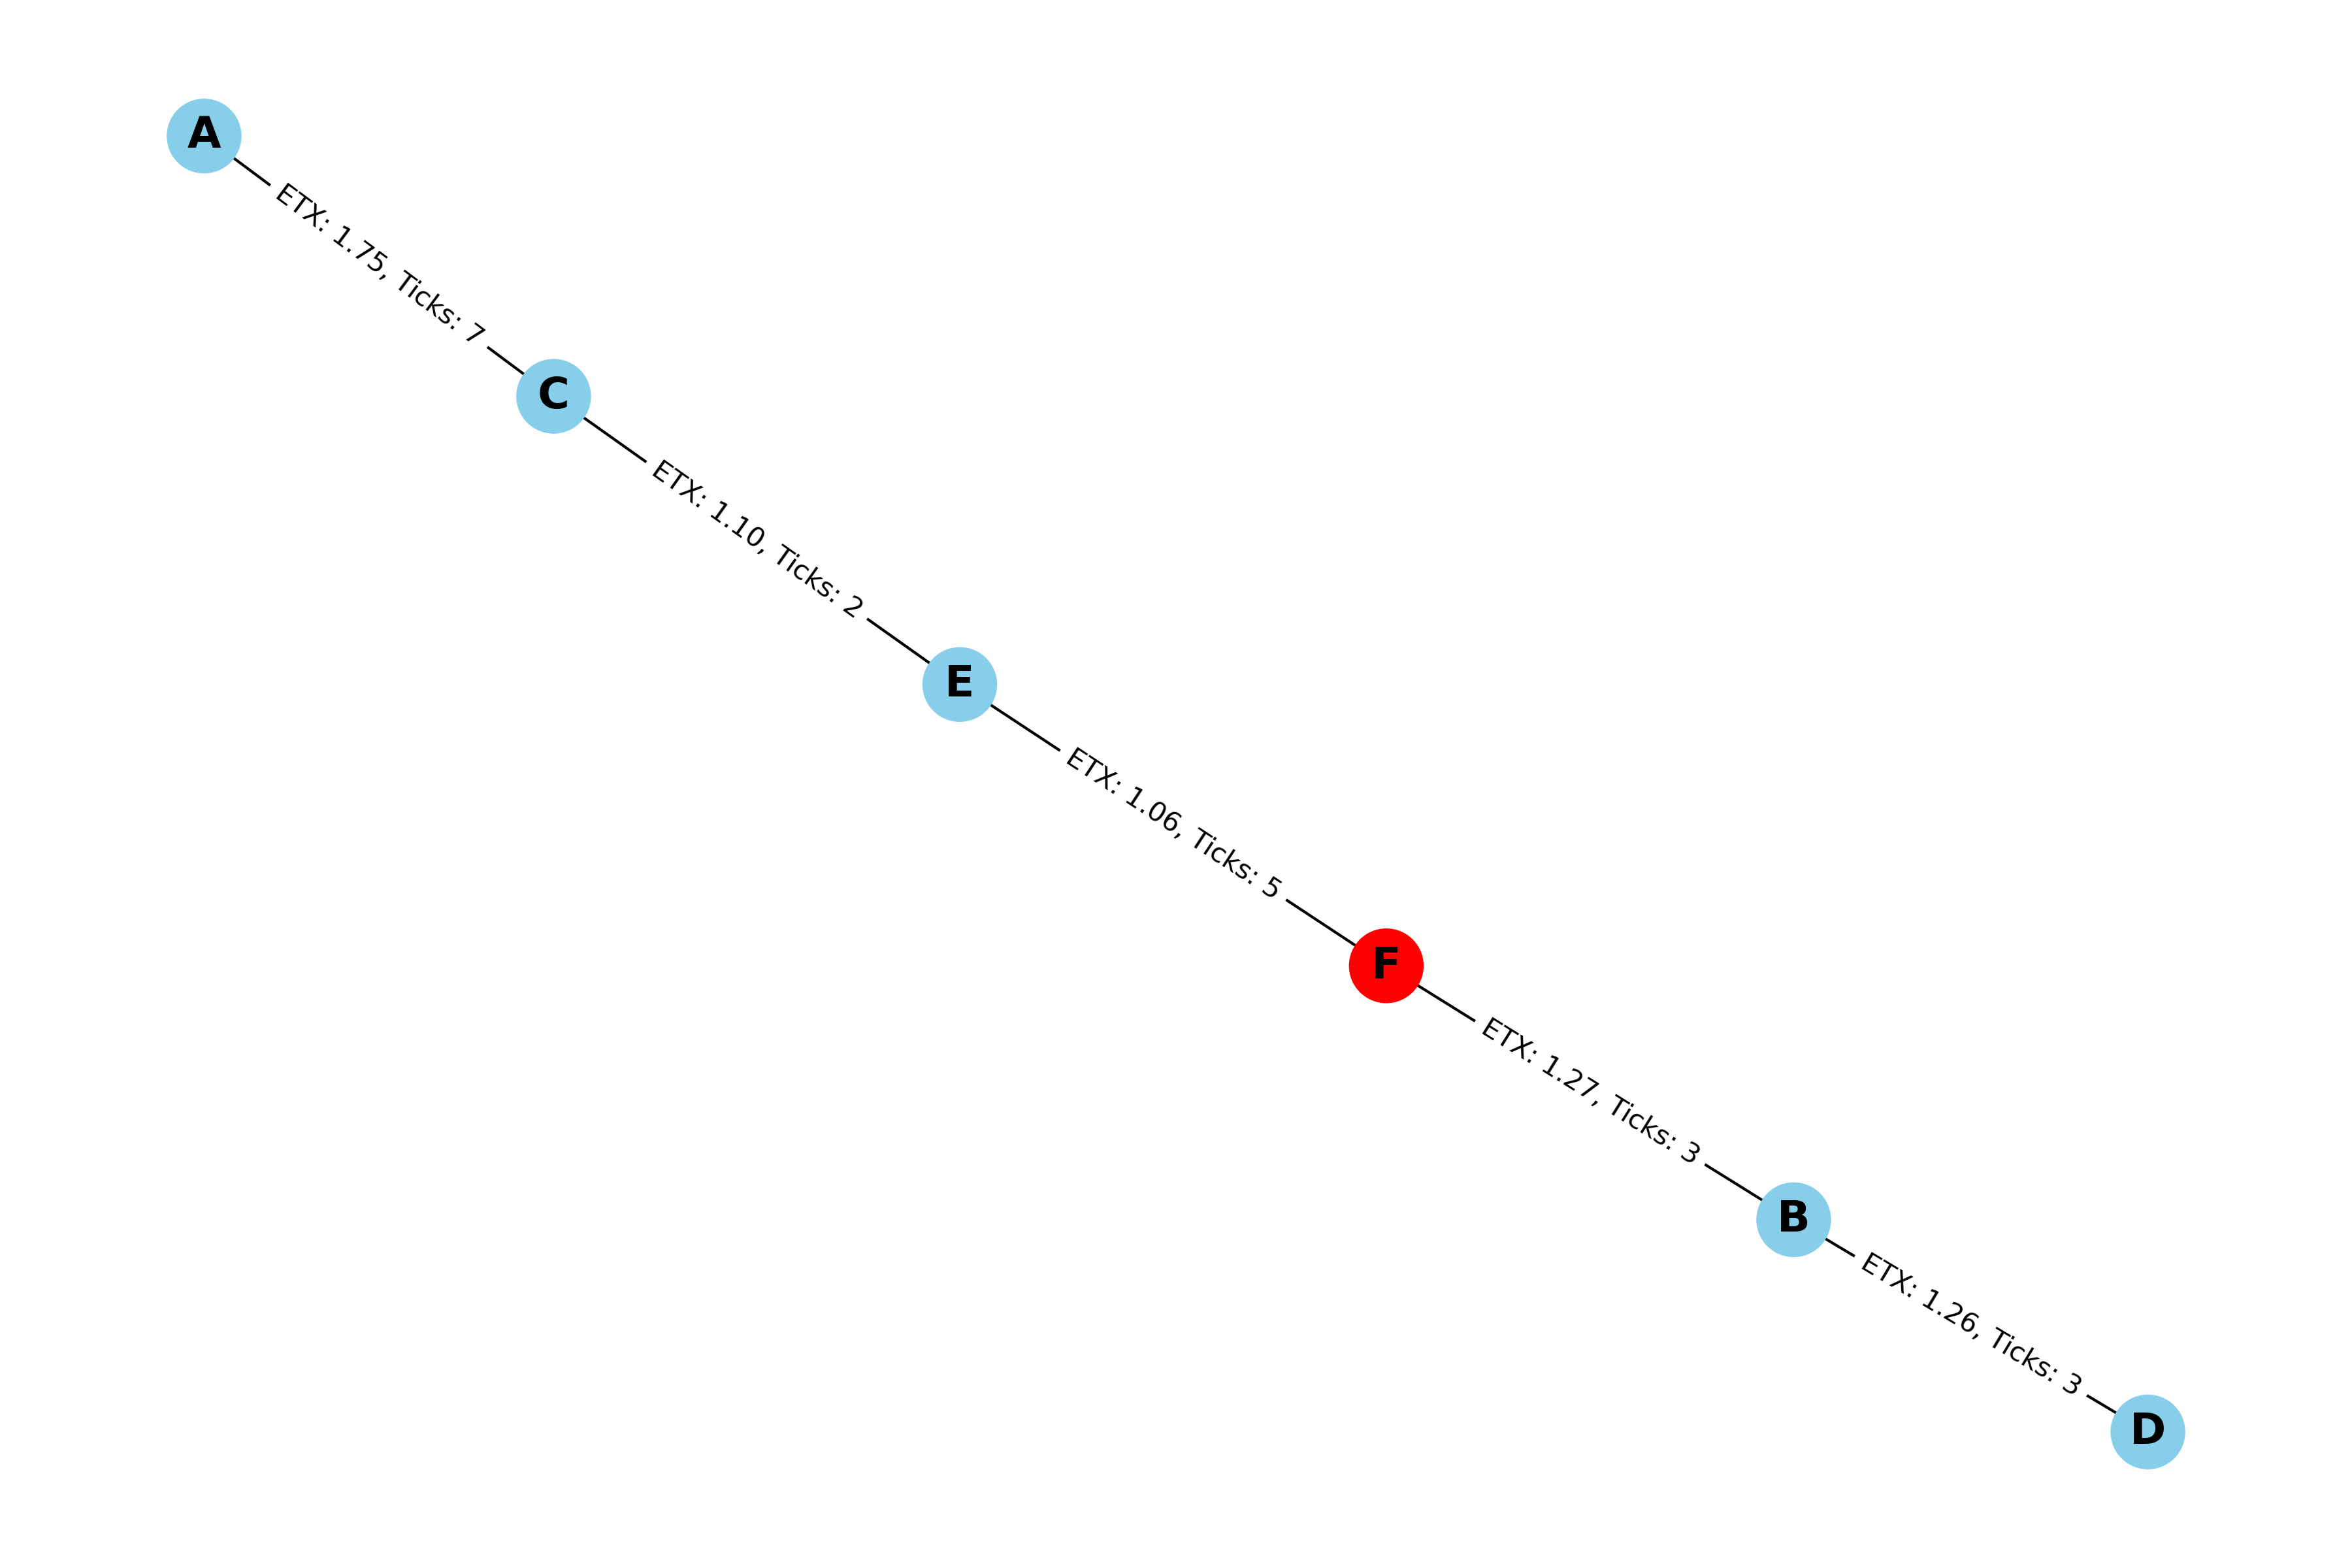 A
ETX: 1.75, Ticks: 7
C
ETX: 1.10, Ticks: 2
E
ETX: 1.06, Ticks: 5
F
ETX: 1.27, Ticks: 3
B
ETX: 1.26, Ticks: 3
D